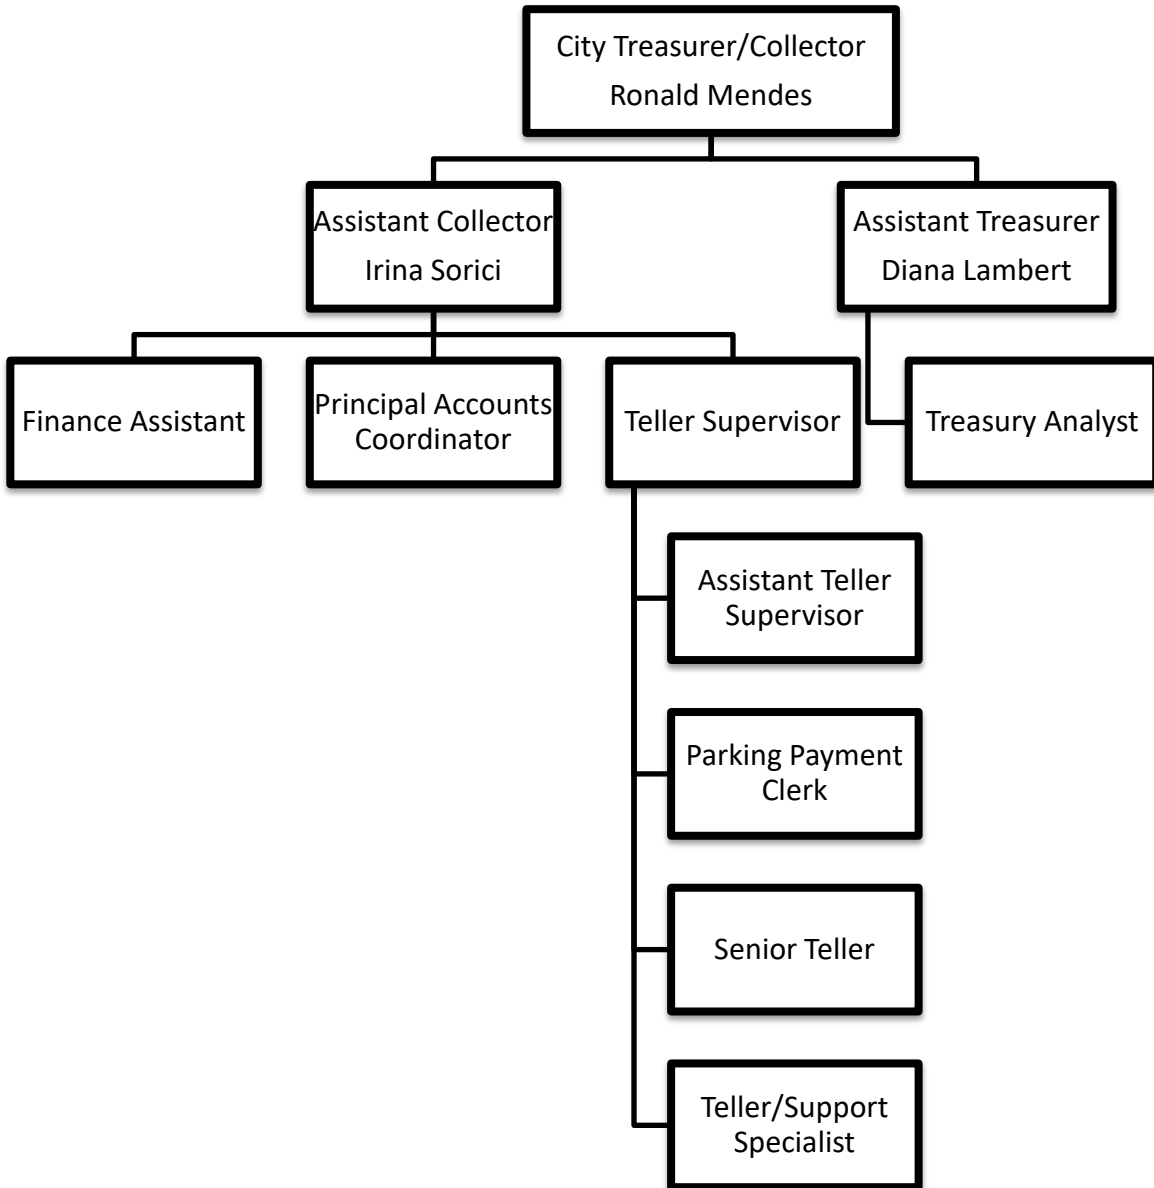 City Treasurer/Collector
Ronald Mendes
Assistant Collector
Irina Sorici
Assistant Treasurer
Diana Lambert
Finance Assistant
Principal Accounts
Coordinator
Teller Supervisor
Treasury Analyst
Assistant Teller
Supervisor
Parking Payment
Clerk
Senior Teller
Teller/Support
Specialist